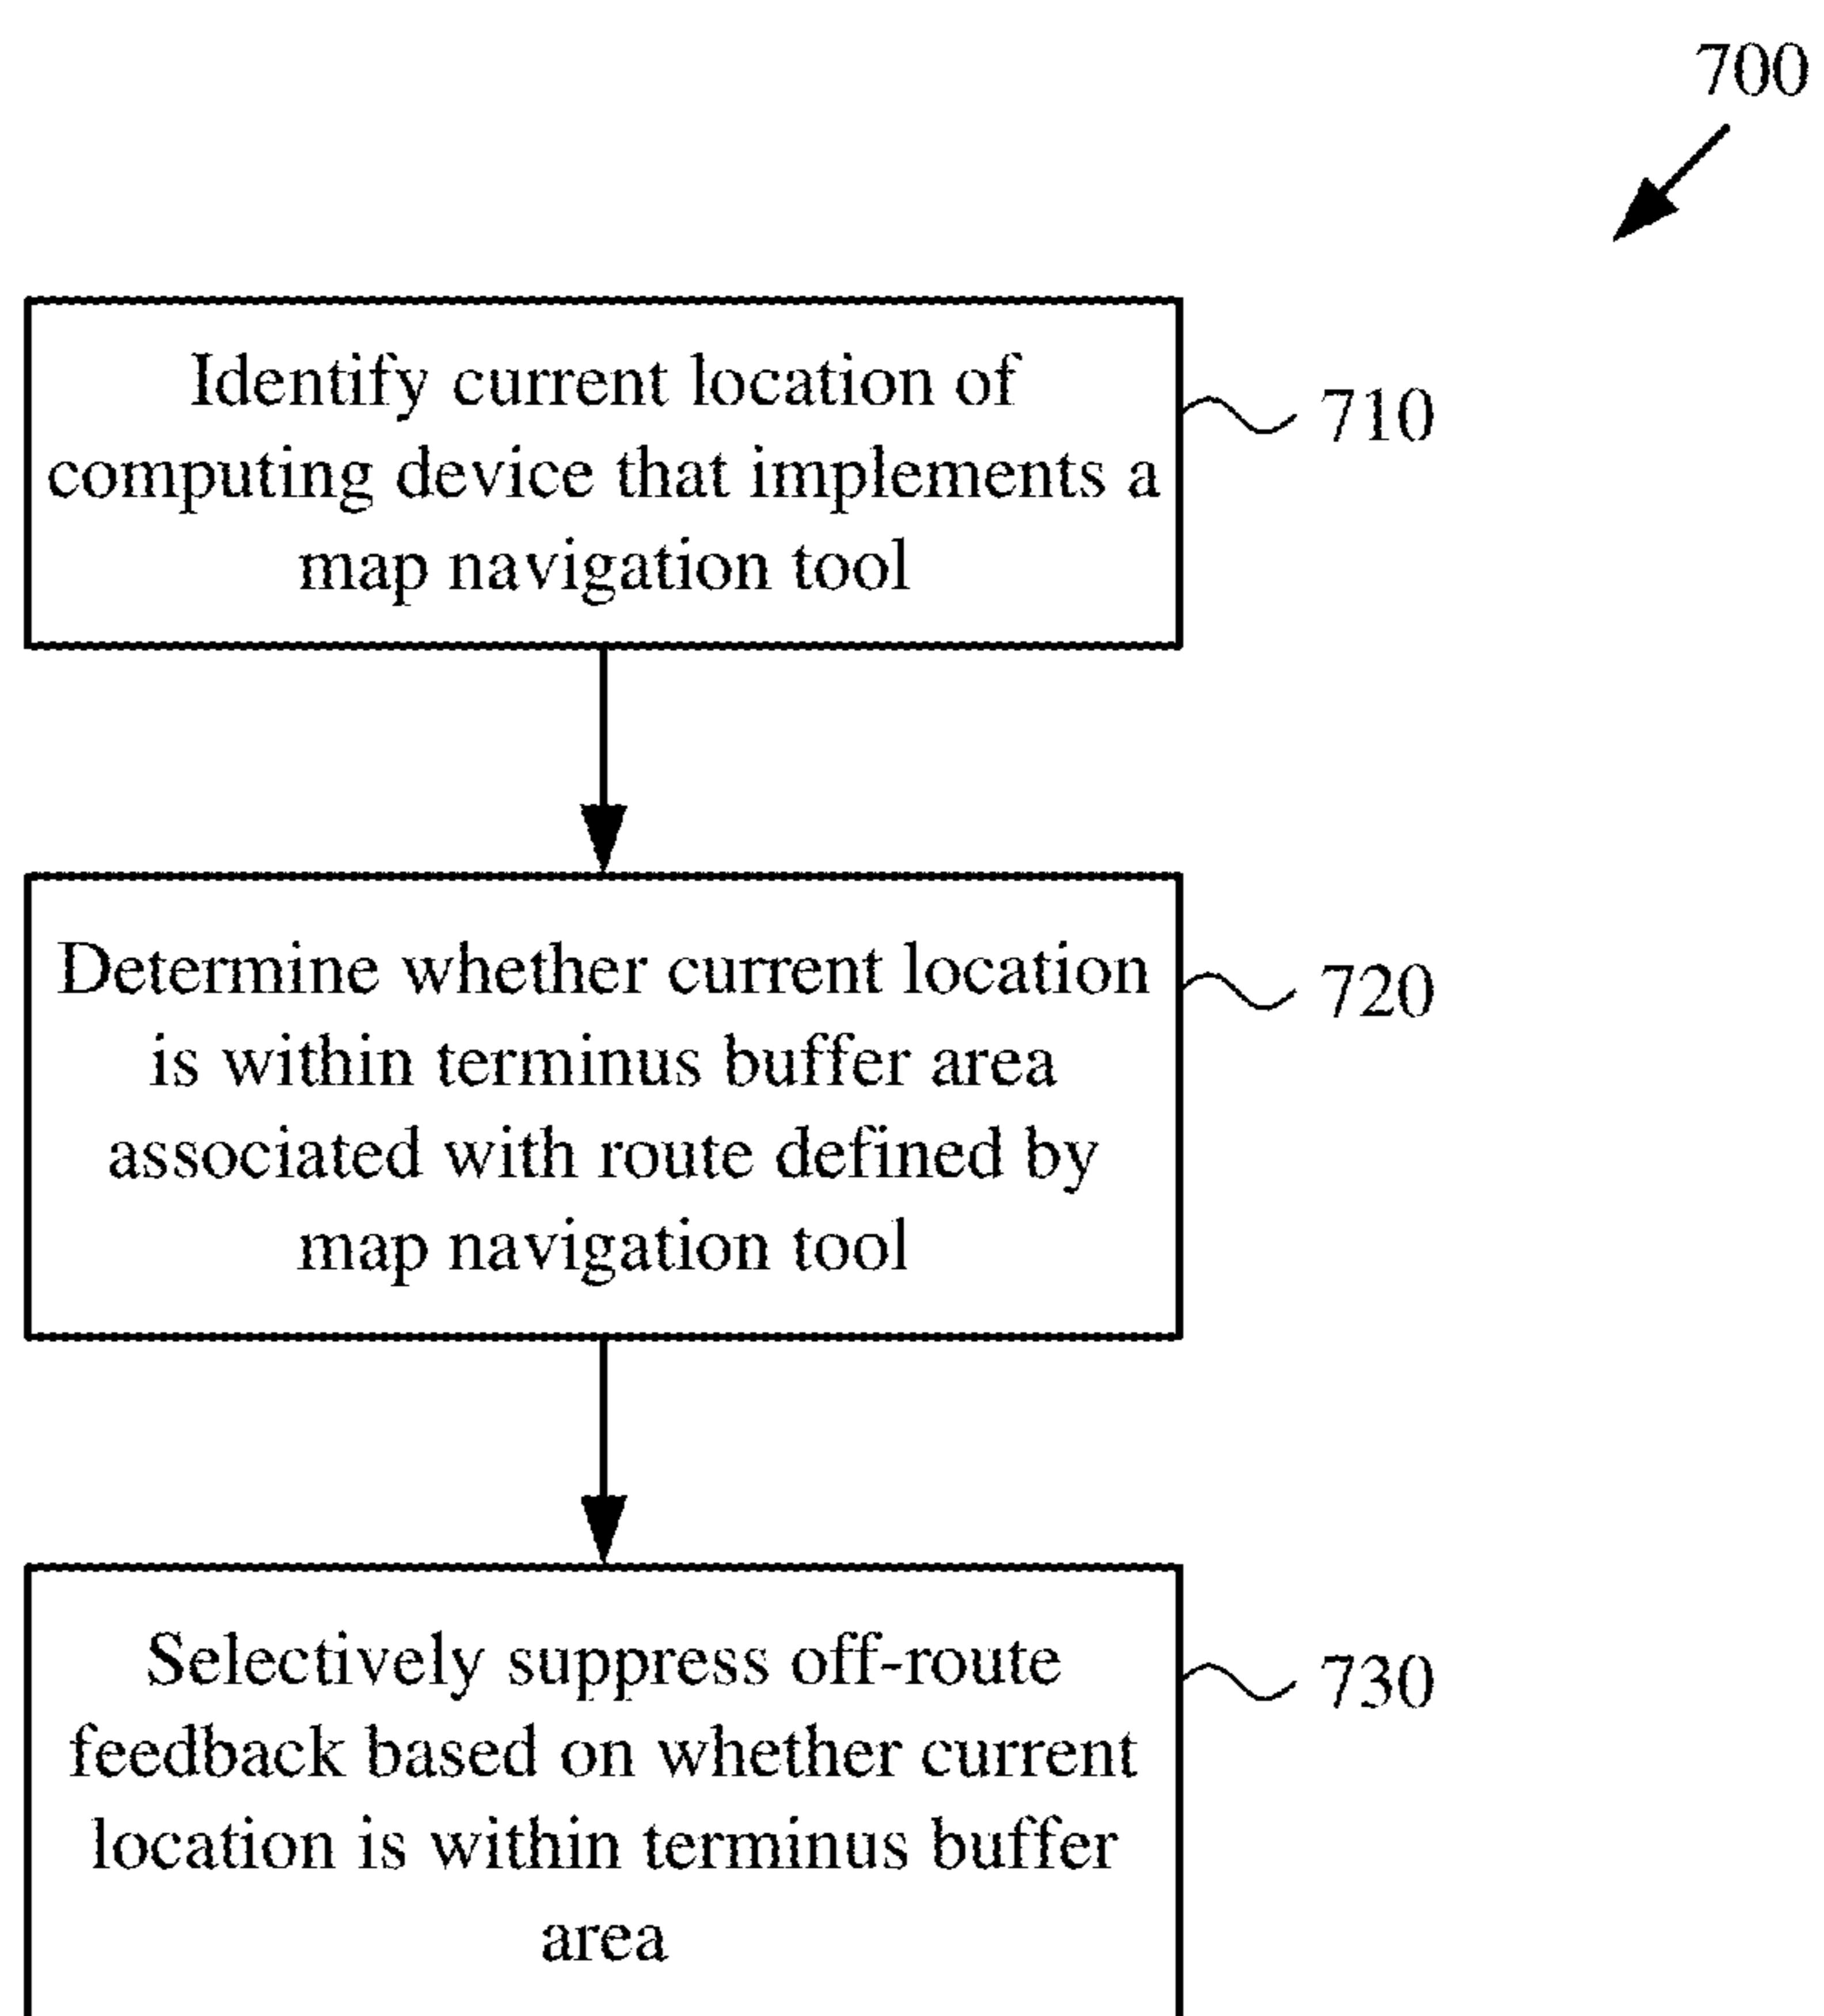 700
Identify current location of
computing device that implements a
map navigation tool
710
Determine whether current location
is within terminus buffer area
associated with route defined by
map navigation tool
720
Selectively suppress off-route
feedback based on whether current
location is within terminus buffer
area
730